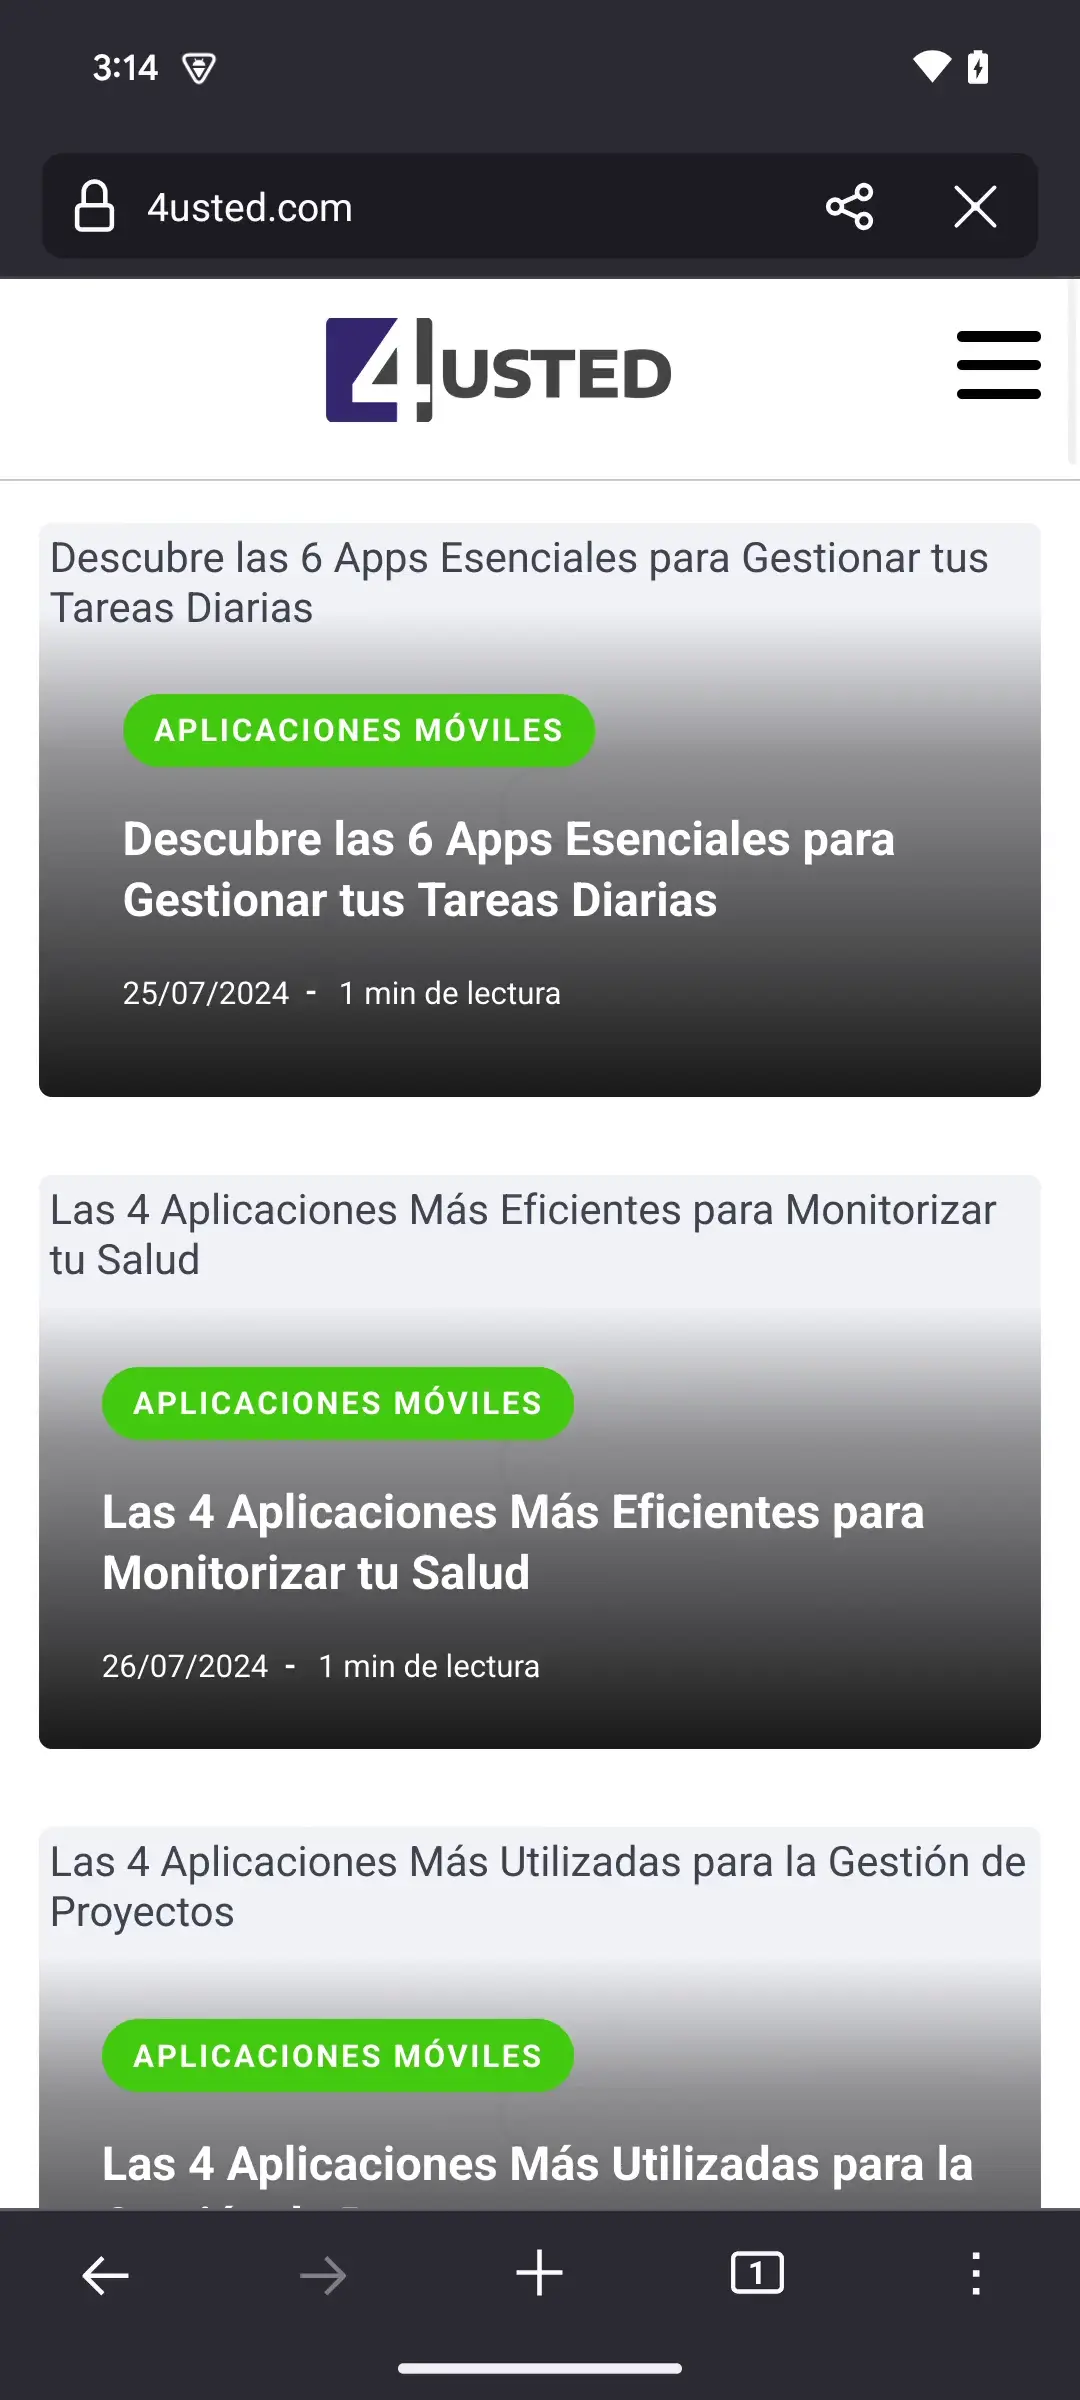 3:14
4usted.com
4USTED
Descubre las 6 Apps Esenciales para Gestionar tus
Tareas Diarias
APLICACIONES MÓVILES
Descubre las 6 Apps Esenciales para
Gestionar tus Tareas Diarias
25/07/2024 - 1 min de lectura
Las 4 Aplicaciones Más Eficientes para Monitorizar
tu Salud
APLICACIONES MÓVILES
Las 4 Aplicaciones Más Eficientes para
Monitorizar tu Salud
26/07/2024 - 1 min de lectura
Las 4 Aplicaciones Más Utilizadas para la Gestión de
Proyectos
APLICACIONES MÓVILES
Las 4 Aplicaciones Más Utilizadas para la
1